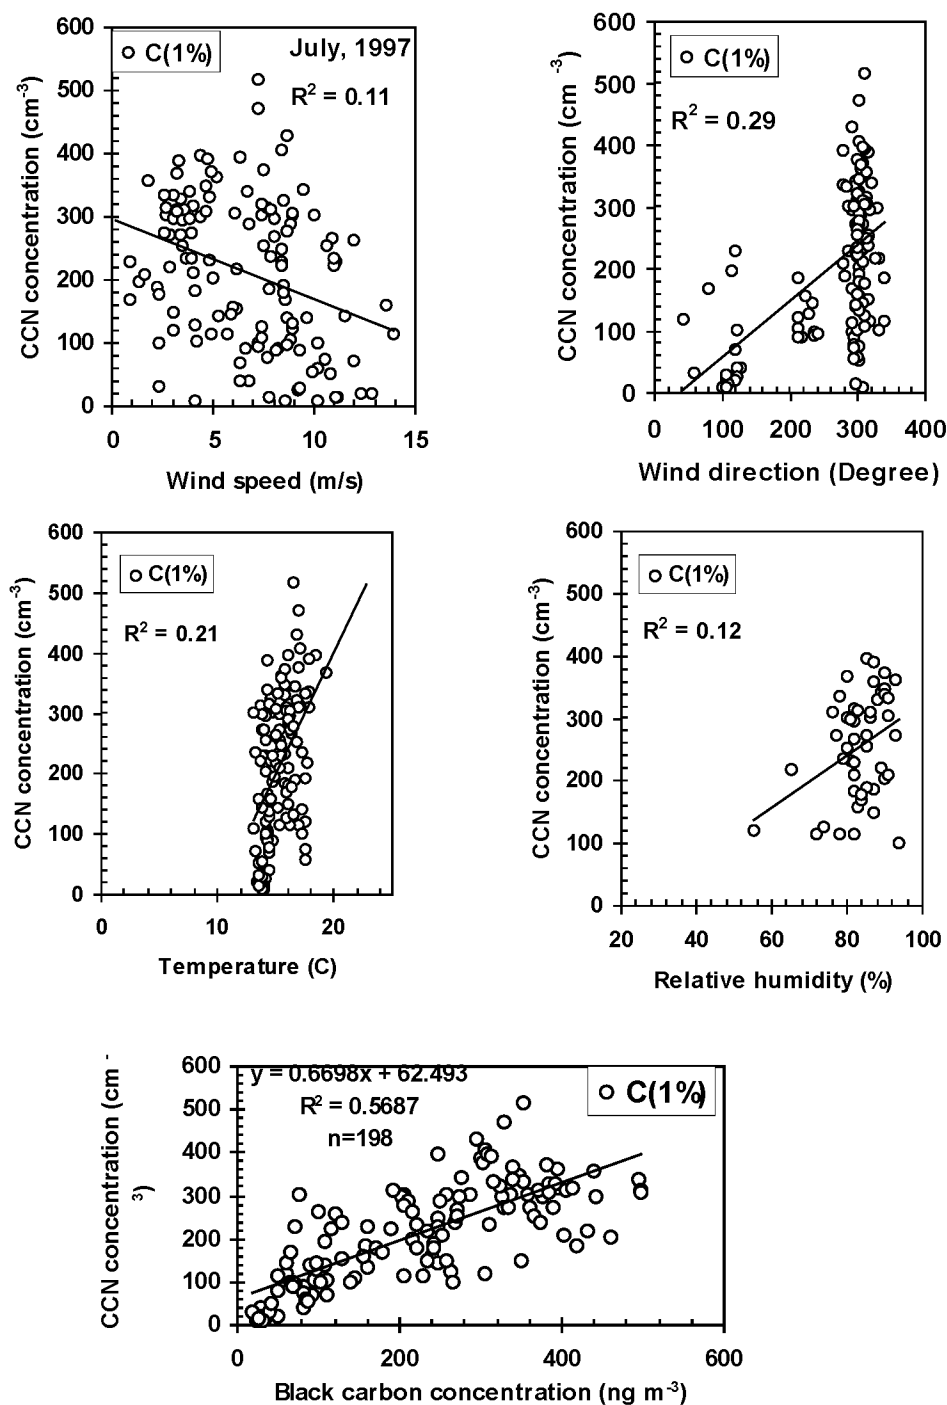 600
500
400
300
200
100
0
0 5 10 15
CCN concentration (cm-3)
Wind speed (m/s)
C(1%)
July, 1997
R2 = 0.11
600
500
400
300
200
100
0
0 100 200 300 400
CCN concentration (cm -3)
Wind direction (Degree)
C(1%)
R2 = 0.29
600
500
400
300
200
100
0
0 10 20
CCN concentration (cm-3)
Temperature (C)
C(1%)
R2 = 0.21
600
500
400
300
200
100
0
20 40 60 80 100
CCN concentration (cm-3)
Relative humidity (%)
C(1%)
R2 = 0.12
600
500
400
300
200
100
0
0 200 400 600
CCN concentration (cm -
3)
Black carbon concentration (ng m-3)
y = 0.6698x + 62.493
R2 = 0.5687
n=198
C(1%)